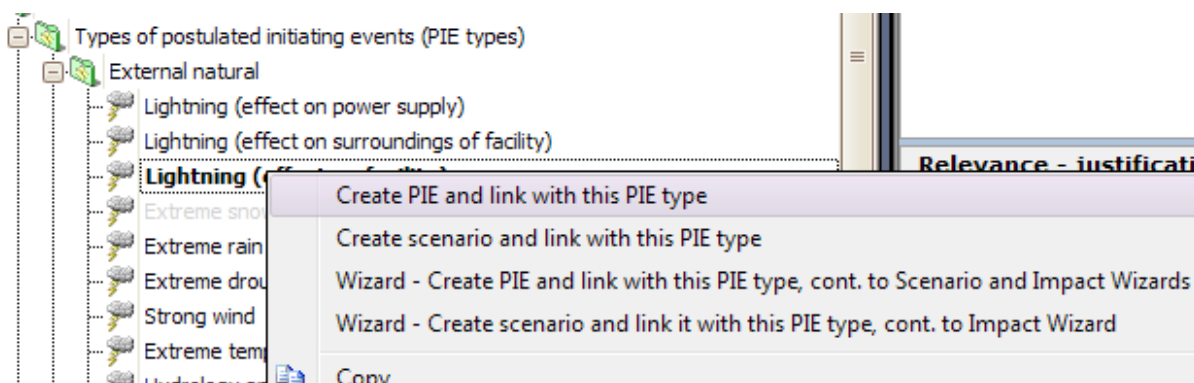 Types of postulated initiating events (PIE types)
External natural
Lightning (effect on power supply)
Lightning (effect on surroundings of facility)
Lightning (
Relevance - justificati
Create PIE and link with this PIE type
Extreme snow
Create scenario and link with this PIE type
Extreme rain
Wizard - Create PIE and link with this PIE type, cont. to Scenario and Impact Wizards
Extreme drou
Strong wind
Wizard - Create scenario and link it with this PIE type, cont. to Impact Wizard
Extreme temp
Copy